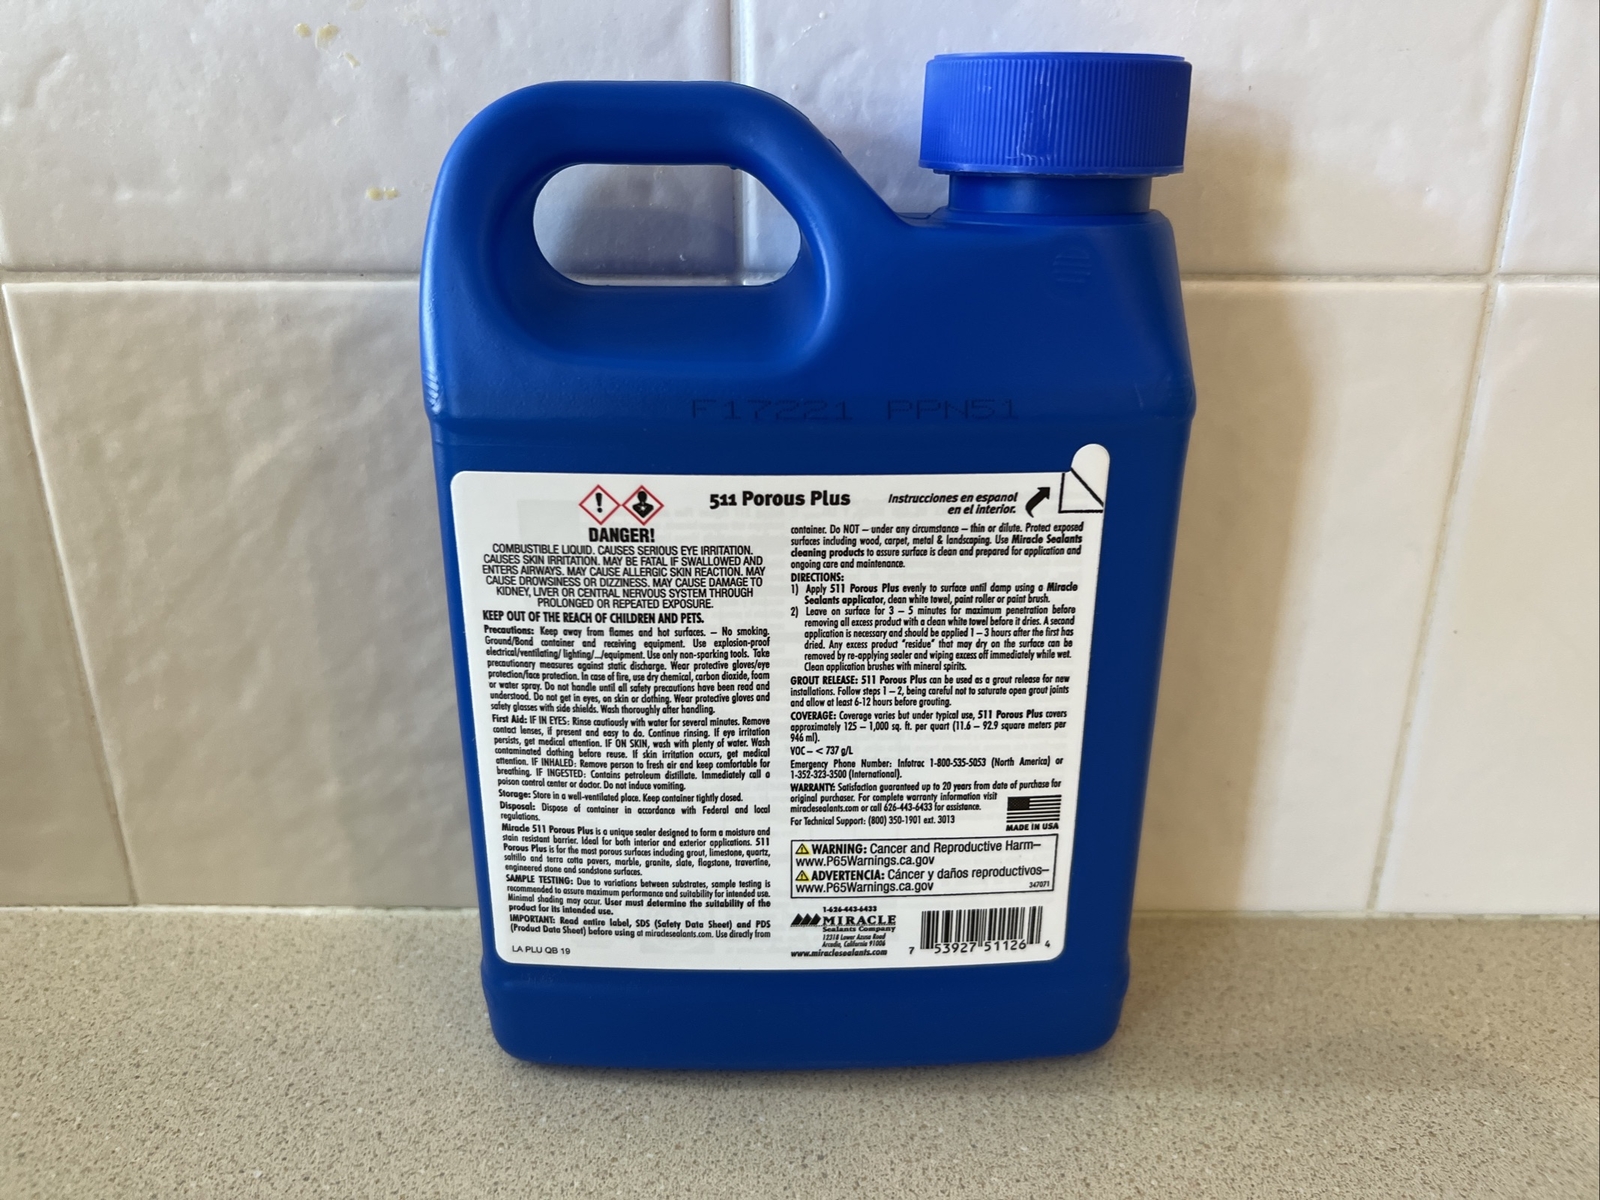 F17221 PPN51
511 Porous Plus
Instrucciones en espanol
en el interior.
DANGER!
COMBUSTIBLE LIQUID. CAUSES SERIOUS EYE IRRITATION.
CAUSES SKIN IRRITATION. MAY BE FATAL IF SWALLOWED AND
ENTERS AIRWAYS. MAY CAUSE ALLERGIC SKIN REACTION. MAY
CAUSE DROWSINESS OR DIZZINESS. MAY CAUSE DAMAGE TO
KIDNEY, LIVER OR CENTRAL NERVOUS SYSTEM THROUGH
PROLONGED OR REPEATED EXPOSURE.
KEEP OUT OF THE REACH OF CHILDREN AND PETS.
Precautions: Keep away from flames and hot surfaces. – No smoking.
Ground/Bond container and receiving equipment. Use explosion-proof
electrical/ventilating/ lighting/.../equipment. Use only non-sparking tools. Take
precautionary measures against static discharge. Wear protective gloves/eye
protection/face protection. In case of fire, use dry chemical, carbon dioxide, foam
or water spray. Do not handle until all safety precautions have been read and
understood. Do not get in eyes, on skin or clothing. Wear protective gloves and
safety glasses with side shields. Wash thoroughly after handling.
First Aid: IF IN EYES: Rinse cautiously with water for several minutes. Remove
contact lenses, if present and easy to do. Continue rinsing. If eye irritation
persists, get medical attention. IF ON SKIN, wash with plenty of water. Wash
contaminated clothing before reuse. If skin irritation occurs, get medical
attention. IF INHALED: Remove person to fresh air and keep comfortable for
breathing. IF INGESTED: Contains petroleum distillate. Immediately call a
poison control center or doctor. Do not induce vomiting.
Storage: Store in a well-ventilated place. Keep container tightly closed.
Disposal: Dispose of container in accordance with Federal and local
regulations.
Miracle 511 Porous Plus is a unique sealer designed to form a moisture and
stain resistant barrier. Ideal for both interior and exterior applications. 511
Porous Plus is for the most porous surfaces including grout, limestone, quartz,
saltillo and terra cotta pavers, marble, granite, slate, flagstone, travertine,
engineered stone and sandstone surfaces.
SAMPLE TESTING: Due to variations between substrates, sample testing is
recommended to assure maximum performance and suitability for intended use.
Minimal shading may occur. User must determine the suitability of the
product for its intended use.
IMPORTANT: Read entire label, SDS (Safety Data Sheet) and PDS
(Product Data Sheet) before using at miraclesealants.com. Use directly from
LA PLU QB 19
container. Do NOT – under any circumstance – thin or dilute. Protect exposed
surfaces including wood, carpet, metal & landscaping. Use Miracle Sealants
cleaning products to assure surface is clean and prepared for application and
ongoing care and maintenance.
DIRECTIONS:
1) Apply 511 Porous Plus evenly to surface until damp using a Miracle
Sealants applicator, clean white towel, paint roller or paint brush.
2) Leave on surface for 3 – 5 minutes for maximum penetration before
removing all excess product with a clean white towel before it dries. A second
application is necessary and should be applied 1 – 3 hours after the first has
dried. Any excess product "residue" that may dry on the surface can be
removed by re-applying sealer and wiping excess off immediately while wet.
Clean application brushes with mineral spirits.
GROUT RELEASE: 511 Porous Plus can be used as a grout release for new
installations. Follow steps 1 – 2, being careful not to saturate open grout joints
and allow at least 6-12 hours before grouting.
COVERAGE: Coverage varies but under typical use, 511 Porous Plus covers
approximately 125 – 1,000 sq. ft. per quart (11.6 – 92.9 square meters per
946 ml).
VOC – < 737 g/L
Emergency Phone Number: Infotrac 1-800-535-5053 (North America) or
1-352-323-3500 (International).
WARRANTY: Satisfaction guaranteed up to 20 years from date of purchase for
original purchaser. For complete warranty information visit
miraclesealants.com or call 626-443-6433 for assistance.
For Technical Support: (800) 350-1901 ext. 3013
MADE IN USA
WARNING: Cancer and Reproductive Harm–
www.P65Warnings.ca.gov
ADVERTENCIA: Cáncer y daños reproductivos–
www.P65Warnings.ca.gov
347071
1-626-443-6433
MIRACLE
Sealants Company
12318 Lower Azusa Road
Arcadia, California 91006
www.miraclesealants.com
7 53927 51126 4